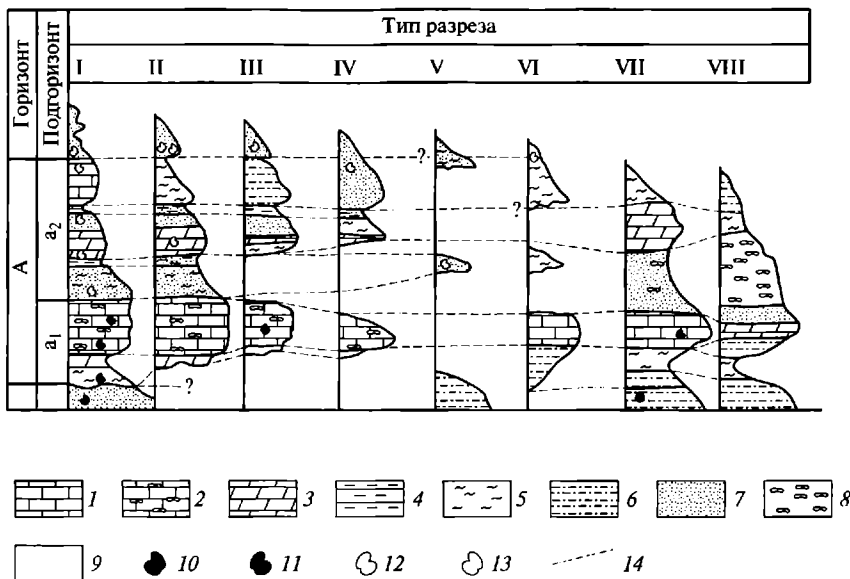 Горизонт
Подгоризонт
Тип разреза
I II III IV V VI VII VIII
?
?
A
a2
a1
?
1 2 3 4 5 6 7 8
9 10 11 12 13 14